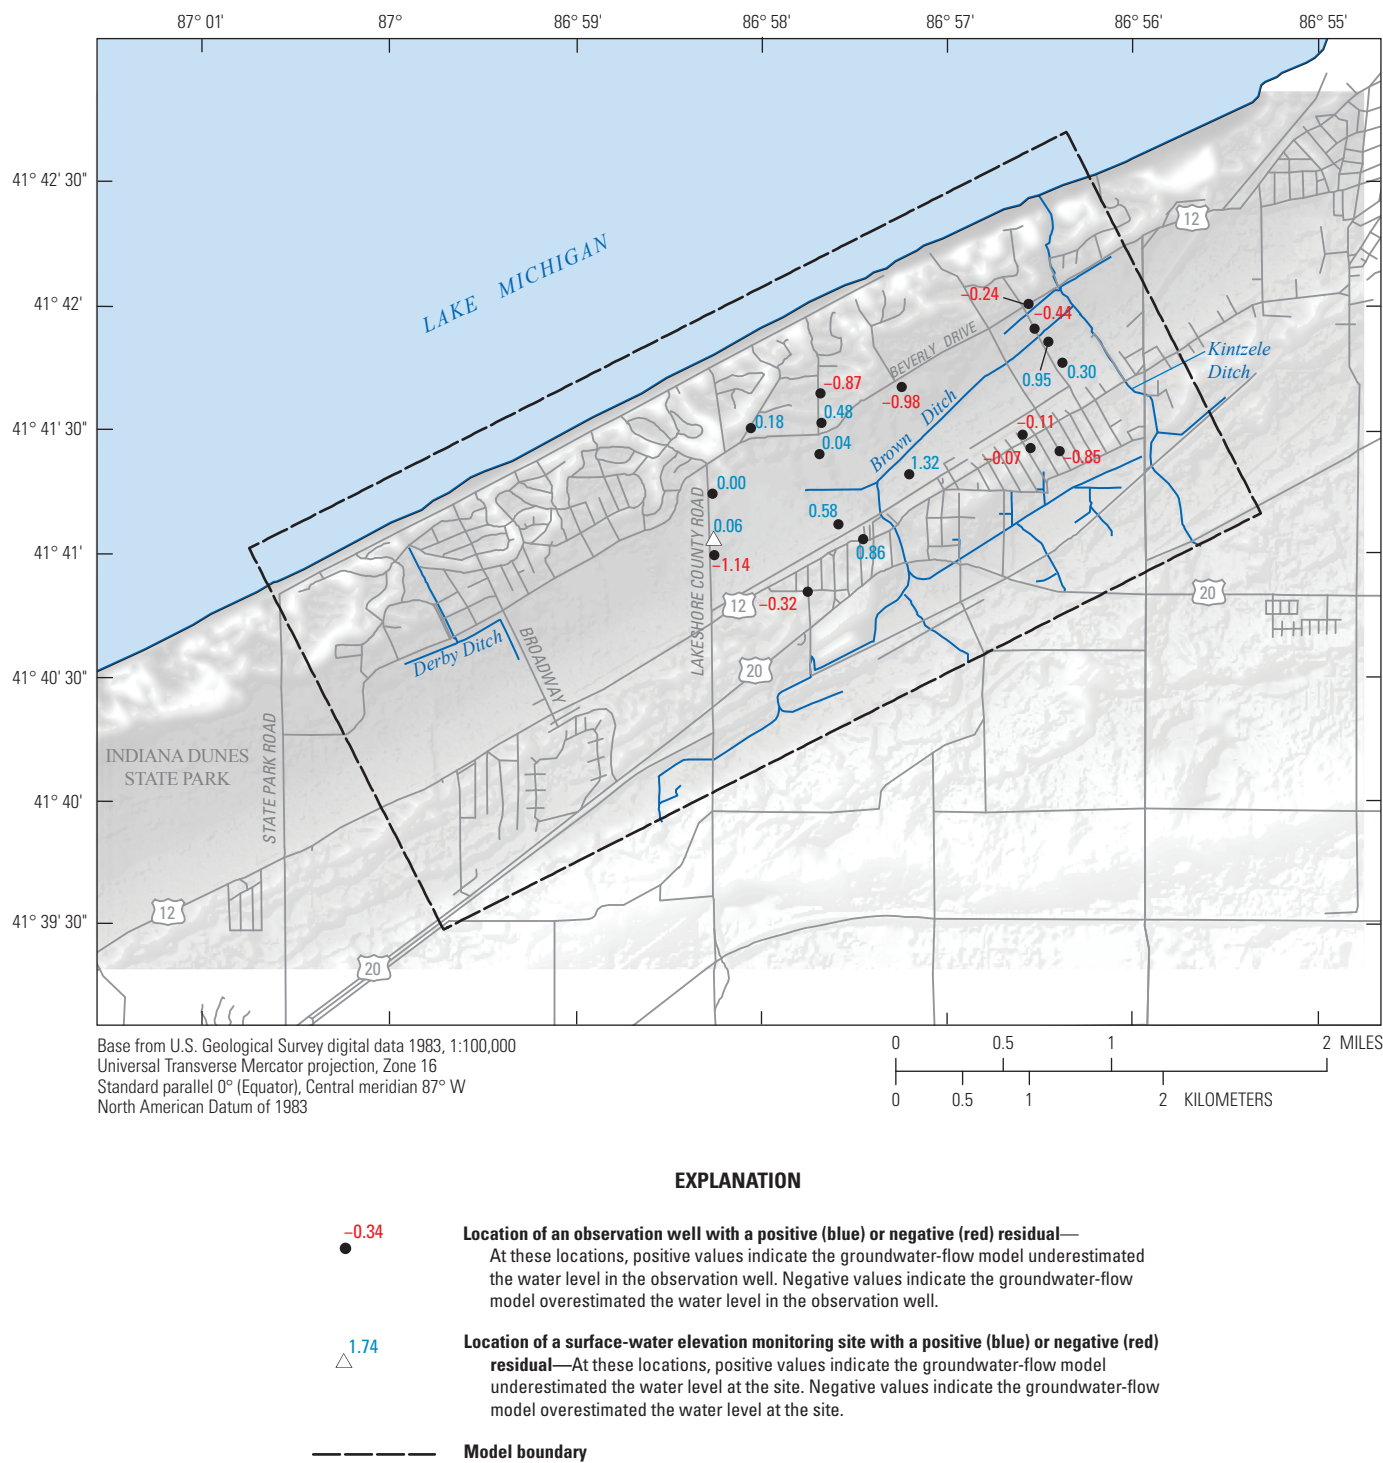 87° 01'
87°
86° 59'
86° 58'
86° 57'
86° 56'
86° 55'
41° 42' 30"
12
LAKE MICHIGAN
41° 42'
−0.24
−0.44
BEVERLY DRIVE
Kintzele
Ditch
0.95
0.30
−0.87
−0.98
0.48
0.18
Brown Ditch
41° 41' 30"
−0.11
0.04
−0.07
−0.85
1.32
0.00
0.58
0.06
LAKESHORE COUNTY ROAD
41° 41'
0.86
−1.14
−0.32
12
20
Derby Ditch
BROADWAY
20
41° 40' 30"
INDIANA DUNES
STATE PARK
STATE PARK ROAD
41° 40'
12
41° 39' 30"
20
Base from U.S. Geological Survey digital data 1983, 1:100,000
Universal Transverse Mercator projection, Zone 16
Standard parallel 0° (Equator), Central meridian 87° W
North American Datum of 1983
0 0.5 1 2 MILES
0 0.5 1 2 KILOMETERS
EXPLANATION
−0.34
Location of an observation well with a positive (blue) or negative (red) residual—
At these locations, positive values indicate the groundwater-flow model underestimated
the water level in the observation well. Negative values indicate the groundwater-flow
model overestimated the water level in the observation well.
1.74
Location of a surface-water elevation monitoring site with a positive (blue) or negative (red)
residual—At these locations, positive values indicate the groundwater-flow model
underestimated the water level at the site. Negative values indicate the groundwater-flow
model overestimated the water level at the site.
Model boundary